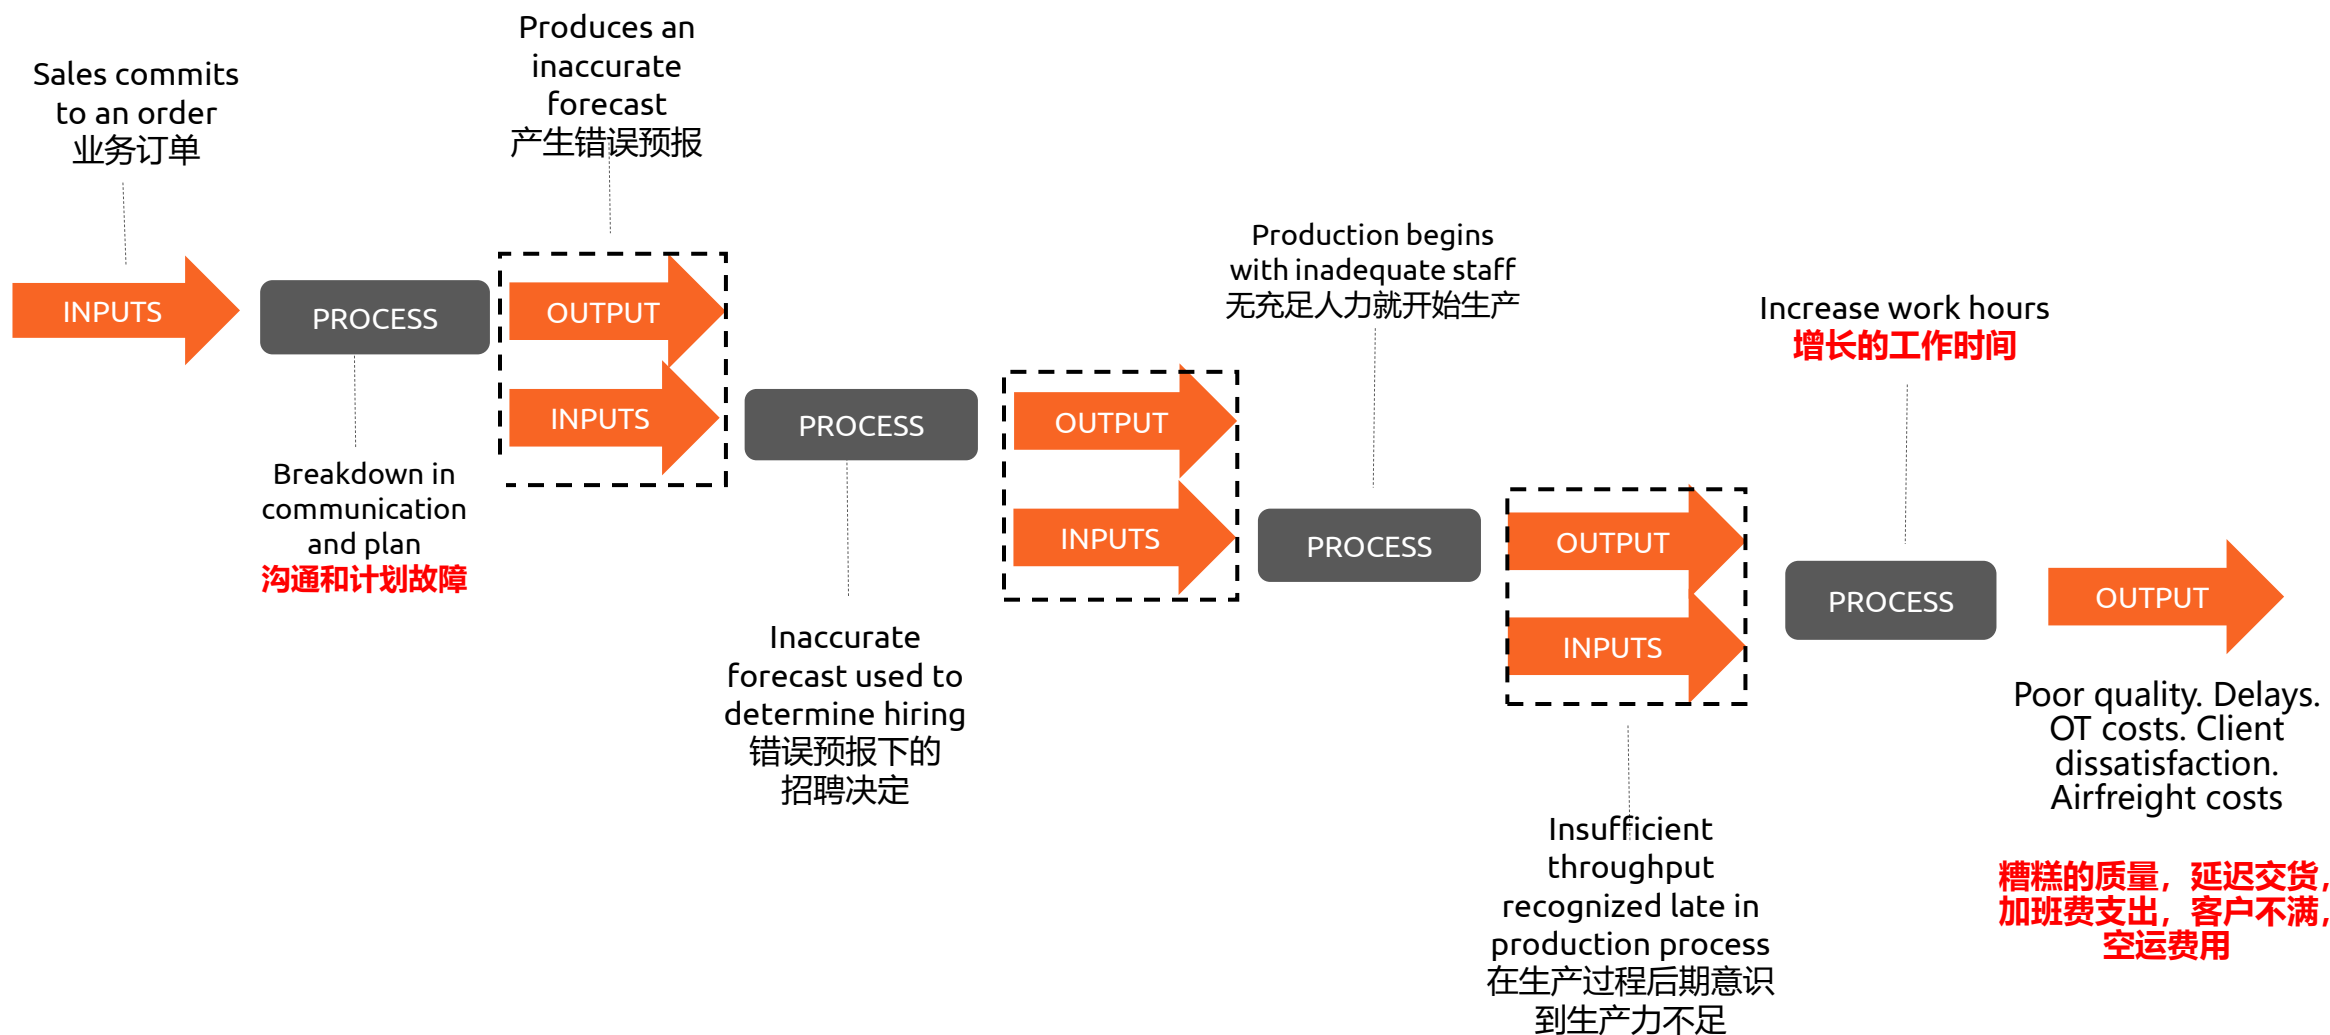 Sales commits
to an order
业务订单
Produces an
inaccurate
forecast
产生错误预报
INPUTS
PROCESS
OUTPUT
INPUTS
Breakdown in
communication
and plan
沟通和计划故障
PROCESS
Inaccurate
forecast used to
determine hiring
错误预报下的
招聘决定
OUTPUT
INPUTS
Production begins
with inadequate staff
无充足人力就开始生产
PROCESS
OUTPUT
INPUTS
Insufficient
throughput
recognized late in
production process
在生产过程后期意识
到生产力不足
Increase work hours
增长的工作时间
PROCESS
OUTPUT
Poor quality. Delays.
OT costs. Client
dissatisfaction.
Airfreight costs
糟糕的质量，延迟交货，
加班费支出，客户不满，
空运费用